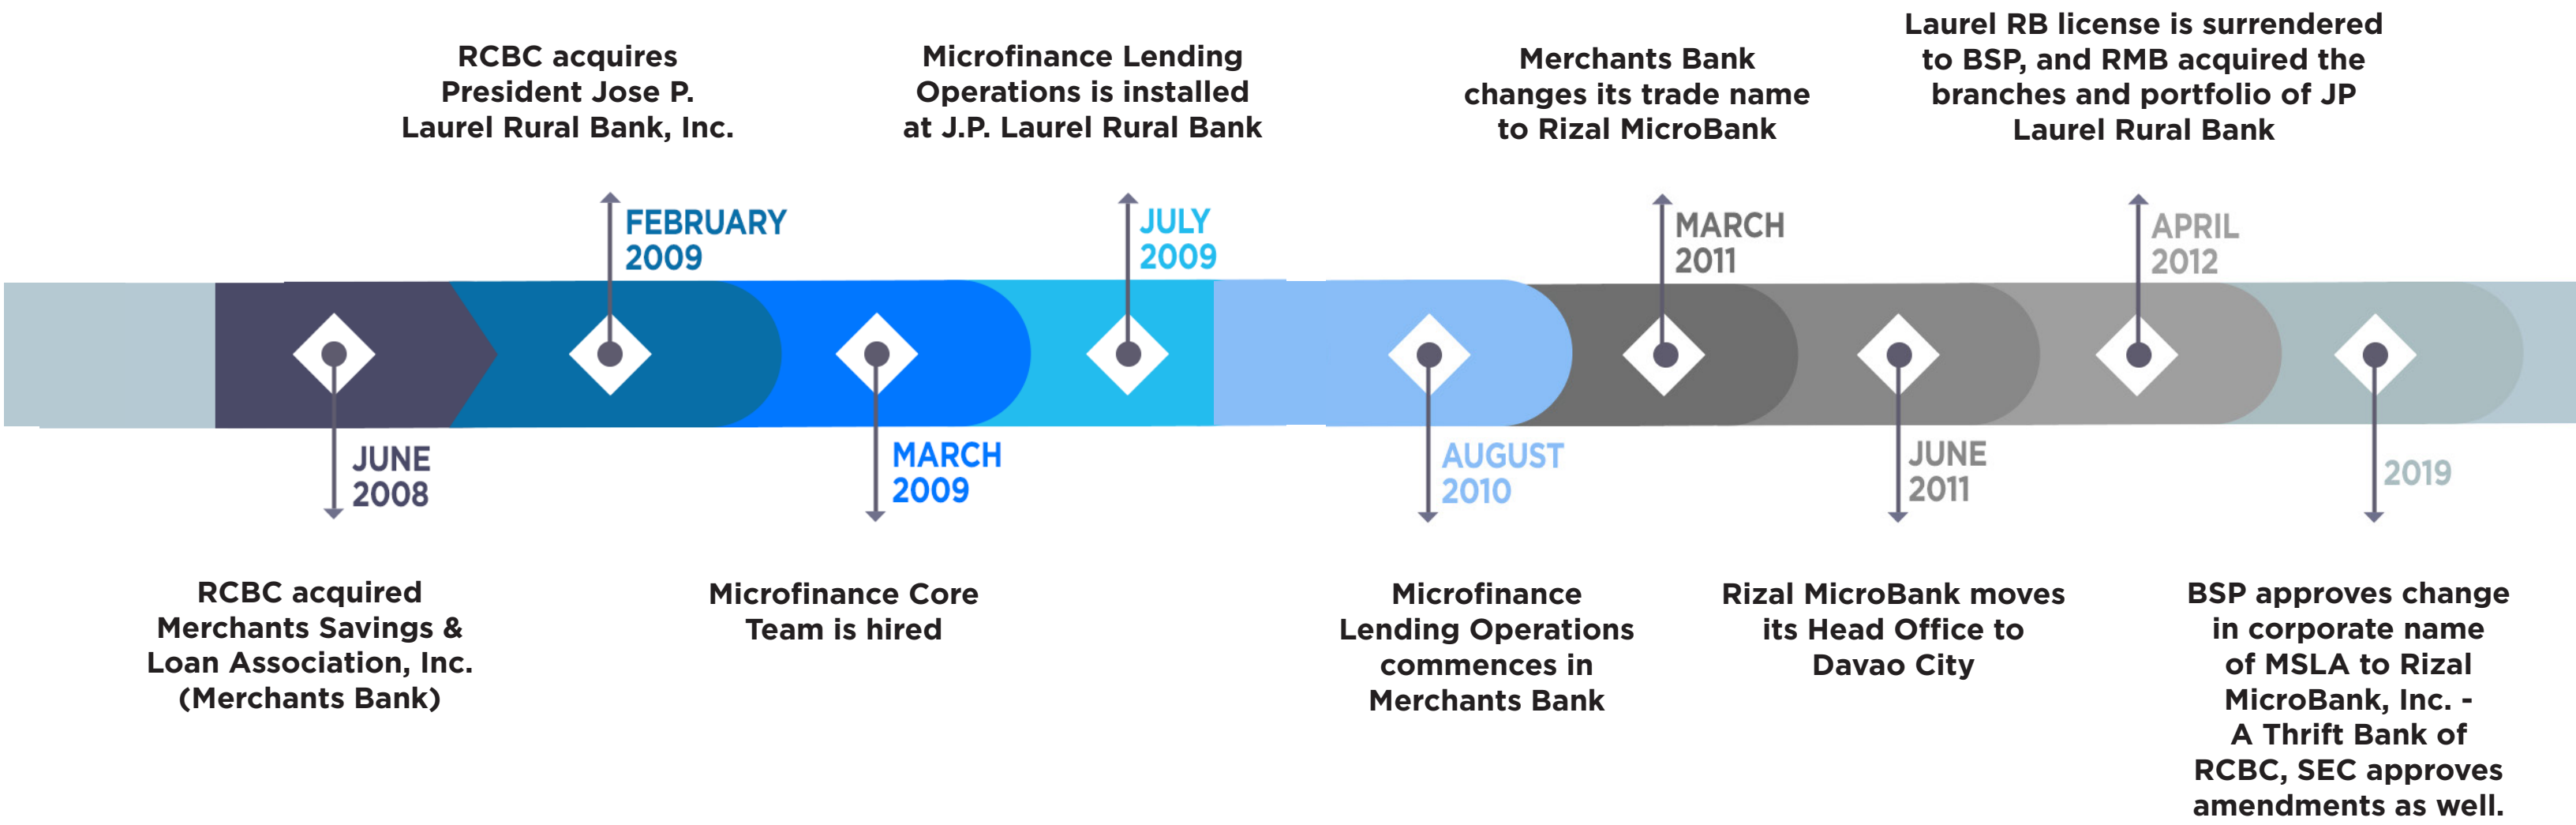 RCBC acquired
Merchants Savings &
Loan Association, Inc.
(Merchants Bank)
JUNE
2008
RCBC acquires
President Jose P.
Laurel Rural Bank, Inc.
FEBRUARY
2009
MARCH
2009
Microfinance Core
Team is hired
Microfinance Lending
Operations is installed
at J.P. Laurel Rural Bank
JULY
2009
AUGUST
2010
Microfinance
Lending Operations
commences in
Merchants Bank
Merchants Bank
changes its trade name
to Rizal MicroBank
MARCH
2011
JUNE
2011
Rizal MicroBank moves
its Head Office to
Davao City
Laurel RB license is surrendered
to BSP, and RMB acquired the
branches and portfolio of JP
Laurel Rural Bank
APRIL
2012
2019
BSP approves change
in corporate name
of MSLA to Rizal
MicroBank, Inc. -
A Thrift Bank of
RCBC, SEC approves
amendments as well.